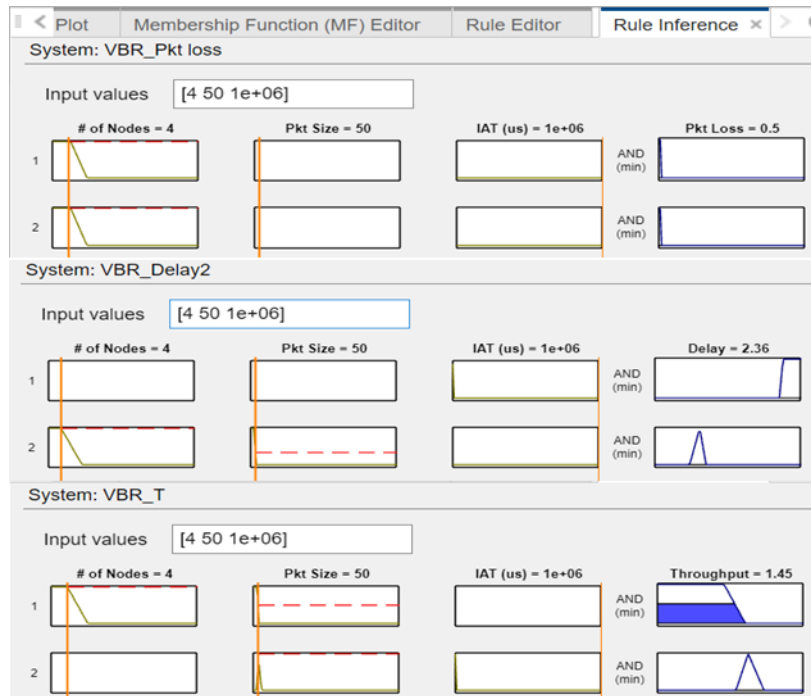 Plot Membership Function (MF) Editor Rule Editor Rule Inference ×
System: VBR_Pkt loss
Input values [4 50 1e+06]
# of Nodes = 4 Pkt Size = 50 IAT (us) = 1e+06 Pkt Loss = 0.5
1 AND (min)
2 AND (min)
System: VBR_Delay2
Input values [4 50 1e+06]
# of Nodes = 4 Pkt Size = 50 IAT (us) = 1e+06 Delay = 2.36
1 AND (min)
2 AND (min)
System: VBR_T
Input values [4 50 1e+06]
# of Nodes = 4 Pkt Size = 50 IAT (us) = 1e+06 Throughput = 1.45
1 AND (min)
2 AND (min)